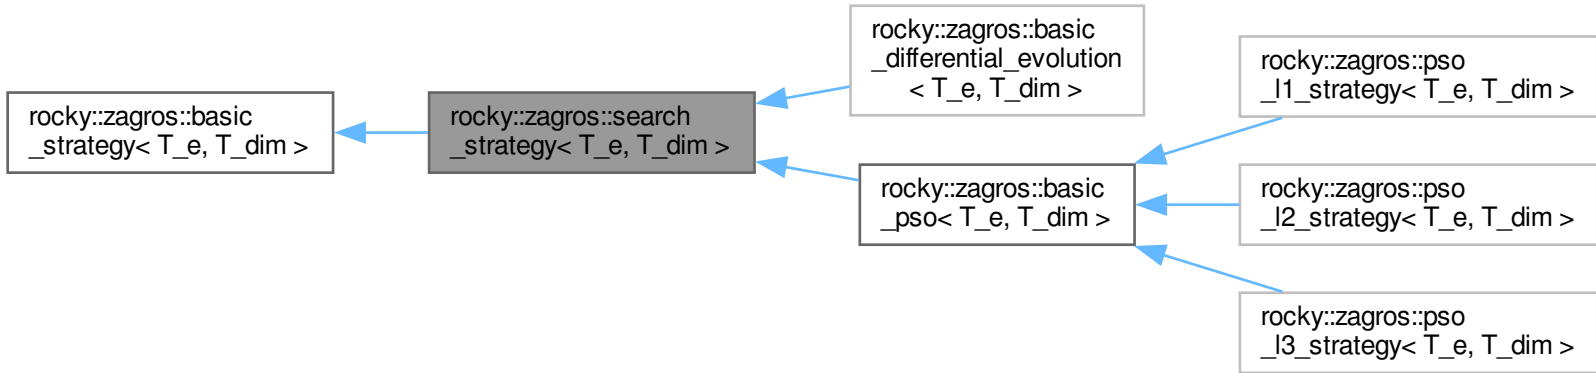 rocky::zagros::basic
_strategy< T_e, T_dim >
rocky::zagros::search
_strategy< T_e, T_dim >
rocky::zagros::basic
_differential_evolution
< T_e, T_dim >
rocky::zagros::basic
_pso< T_e, T_dim >
rocky::zagros::pso
_l1_strategy< T_e, T_dim >
rocky::zagros::pso
_l2_strategy< T_e, T_dim >
rocky::zagros::pso
_l3_strategy< T_e, T_dim >